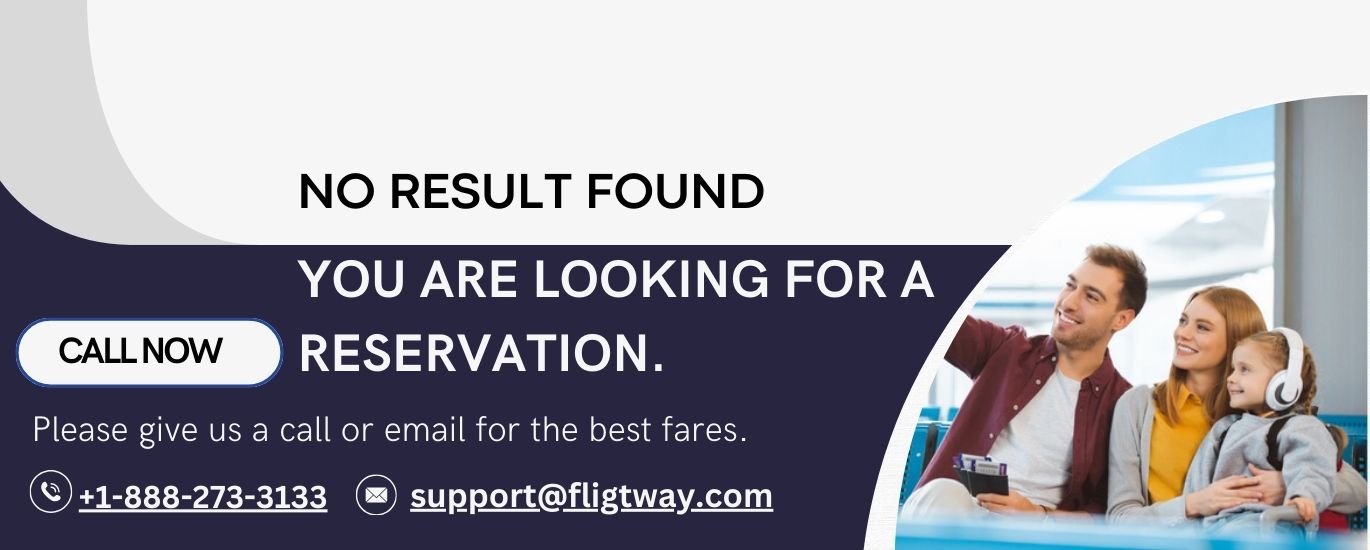 NO RESULT FOUND
YOU ARE LOOKING FOR A
RESERVATION.
CALL NOW
Please give us a call or email for the best fares.
+1-888-273-3133 support@fligtway.com